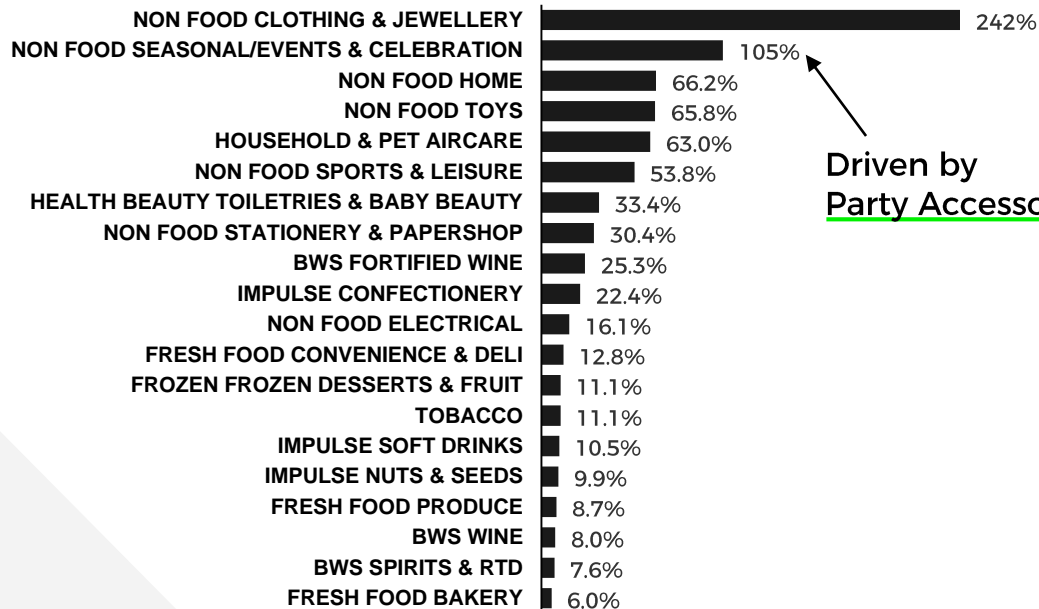 NON FOOD CLOTHING & JEWELLERY 242%
NON FOOD SEASONAL/EVENTS & CELEBRATION 105%
NON FOOD HOME 66.2%
NON FOOD TOYS 65.8%
HOUSEHOLD & PET AIRCARE 63.0%
NON FOOD SPORTS & LEISURE 53.8%
Driven by
Party Accesso
HEALTH BEAUTY TOILETRIES & BABY BEAUTY 33.4%
NON FOOD STATIONERY & PAPERSHOP 30.4%
BWS FORTIFIED WINE 25.3%
IMPULSE CONFECTIONERY 22.4%
NON FOOD ELECTRICAL 16.1%
FRESH FOOD CONVENIENCE & DELI 12.8%
FROZEN FROZEN DESSERTS & FRUIT 11.1%
TOBACCO 11.1%
IMPULSE SOFT DRINKS 10.5%
IMPULSE NUTS & SEEDS 9.9%
FRESH FOOD PRODUCE 8.7%
BWS WINE 8.0%
BWS SPIRITS & RTD 7.6%
FRESH FOOD BAKERY 6.0%